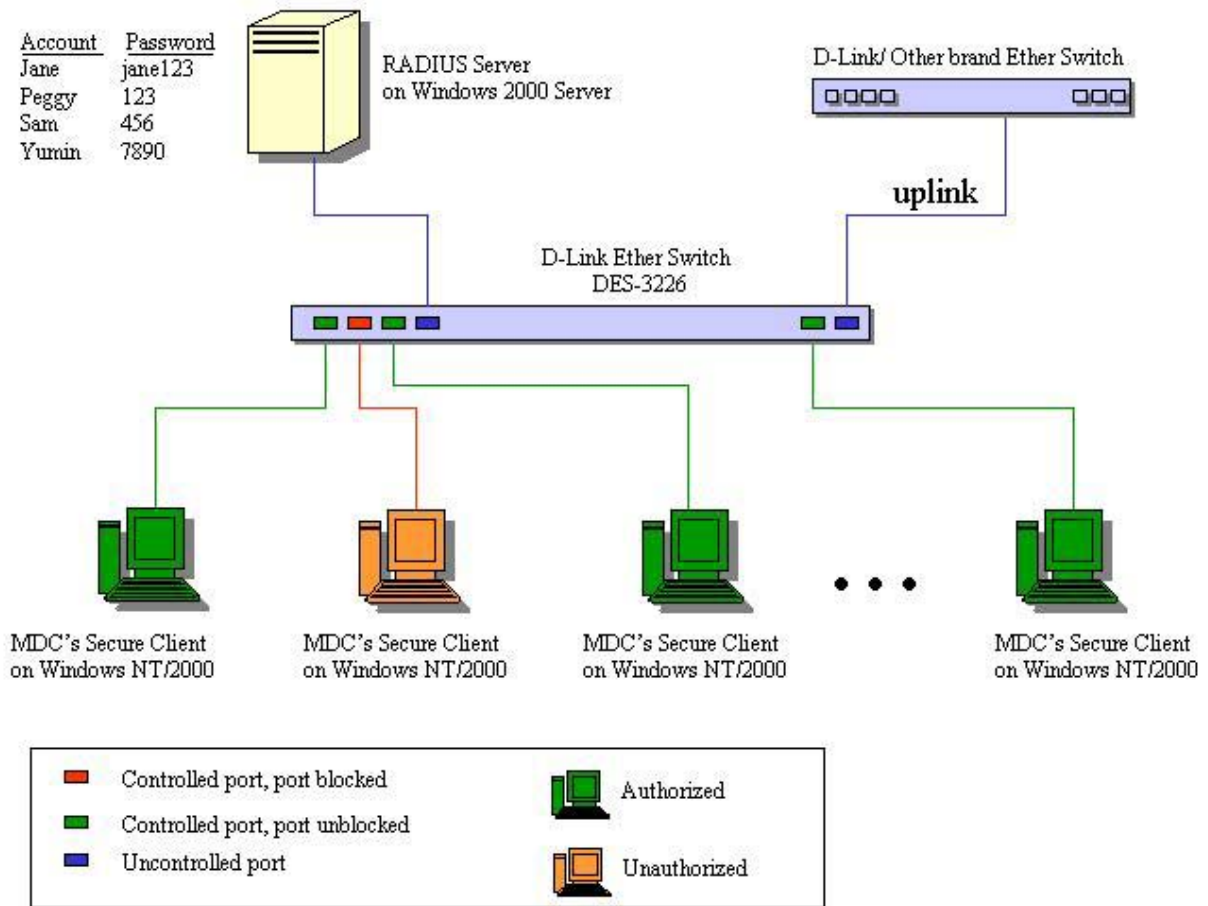 Account Password
Jane jane123
Peggy 123
Sam 456
Yumin 7890
RADIUS Server
on Windows 2000 Server
D-Link/ Other brand Ether Switch
uplink
D-Link Ether Switch
DES-3226
MDC's Secure Client
on Windows NT/2000
MDC's Secure Client
on Windows NT/2000
MDC's Secure Client
on Windows NT/2000
MDC's Secure Client
on Windows NT/2000
Controlled port, port blocked
Controlled port, port unblocked
Uncontrolled port
Authorized
Unauthorized